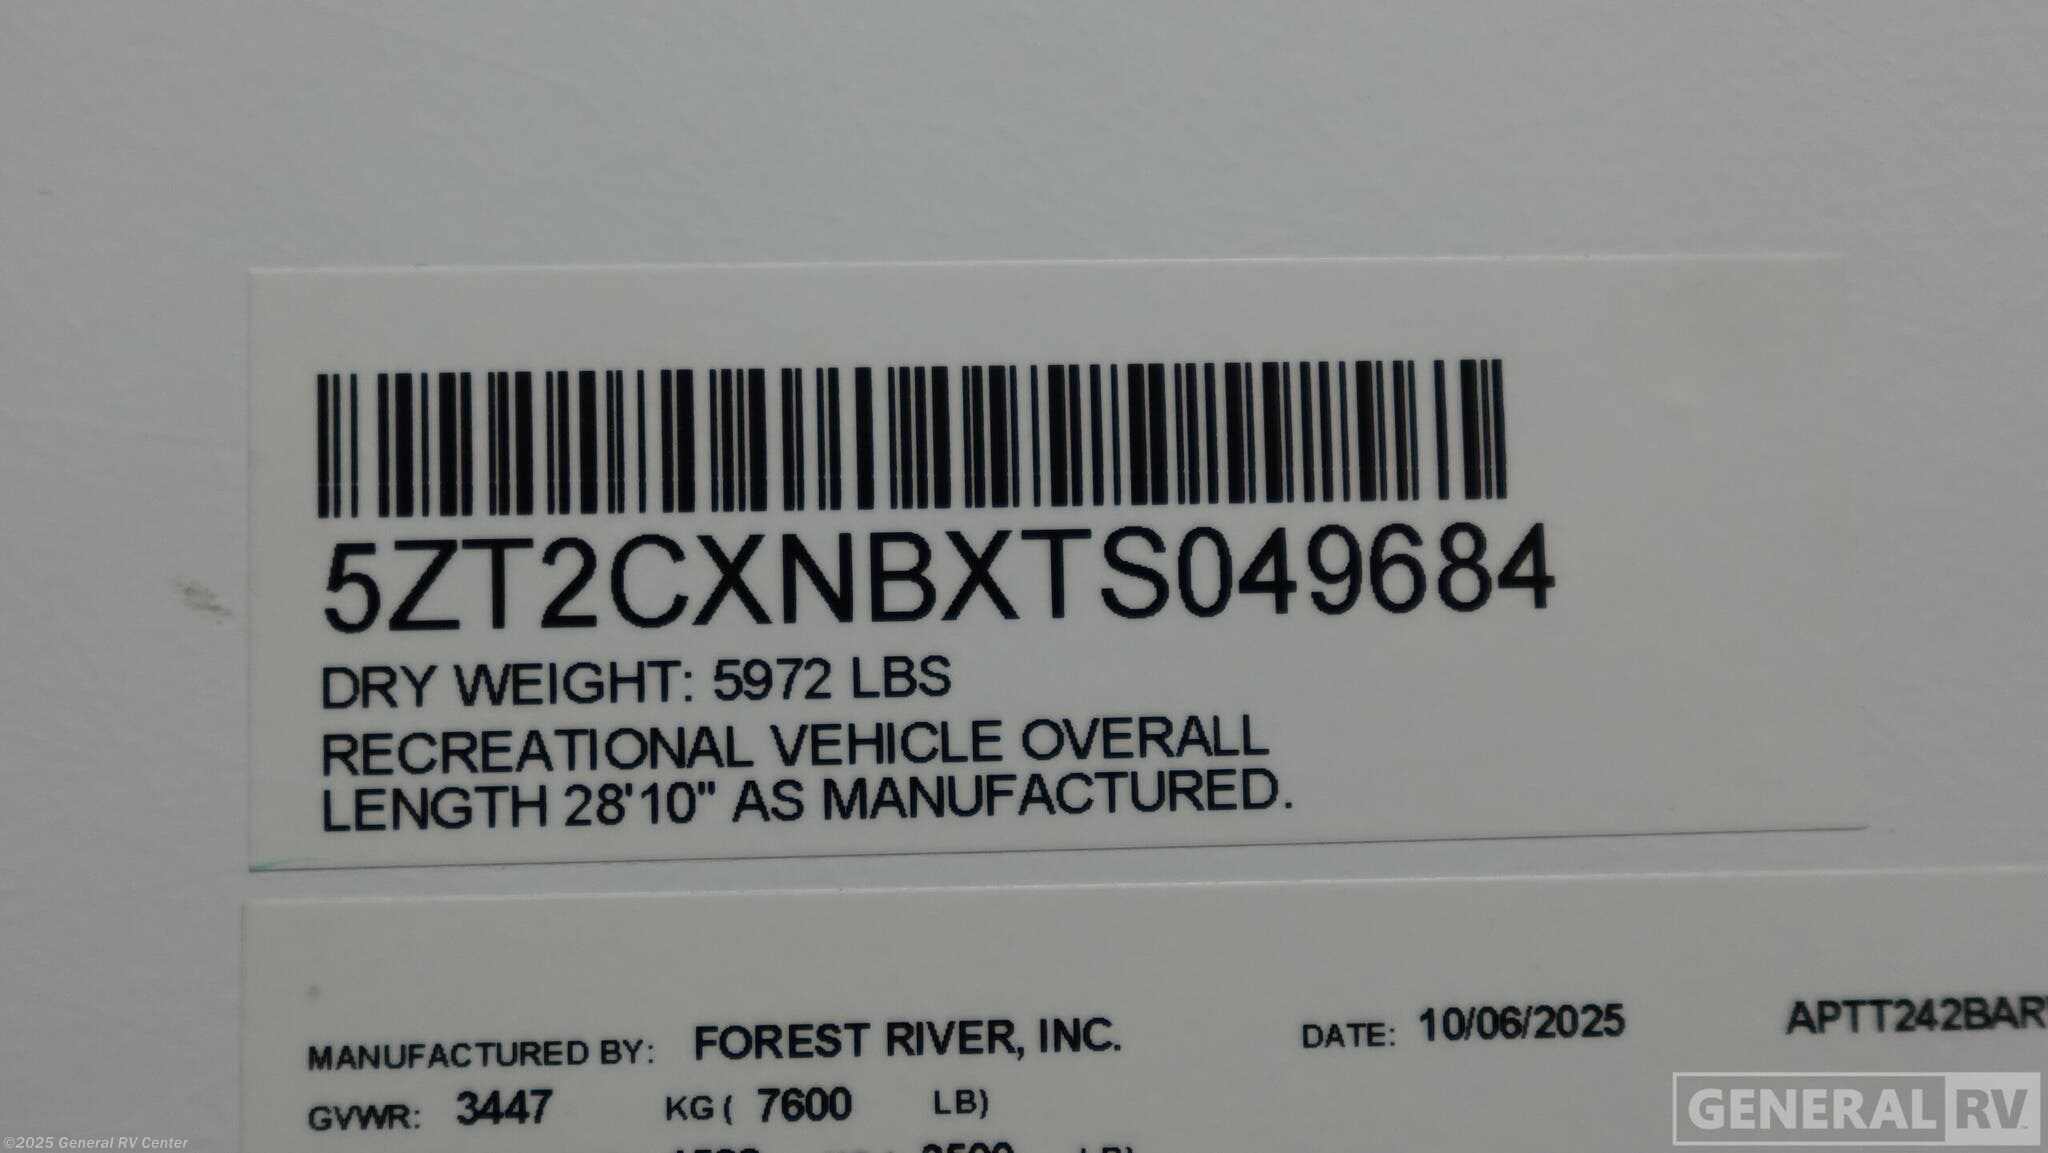 5ZT2CXNBXTS049684
DRY WEIGHT: 5972 LBS
RECREATIONAL VEHICLE OVERALL
LENGTH 28'10" AS MANUFACTURED.
MANUFACTURED BY: FOREST RIVER, INC. DATE: 10/06/2025 APTT242BAR
GVWR: 3447 KG ( 7600 LB)
©2025 General RV Center
GENERAL RV